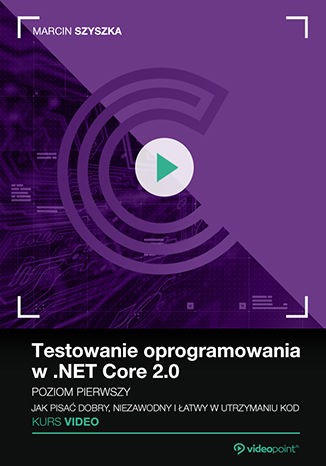 MARCIN SZYSZKA
Testowanie oprogramowania
w .NET Core 2.0
POZIOM PIERWSZY
JAK PISAĆ DOBRY, NIEZAWODNY I ŁATWY W UTRZYMANIU KOD
KURS VIDEO
videopoint